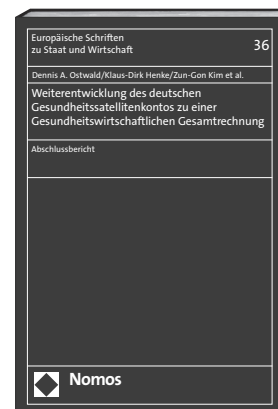 Europäische Schriften
zu Staat und Wirtschaft
36
Dennis A. Ostwald/Klaus-Dirk Henke/Zun-Gon Kim et al.
Weiterentwicklung des deutschen
Gesundheitssatellitenkontos zu einer
Gesundheitswirtschaftlichen Gesamtrechnung
Abschlussbericht
Nomos